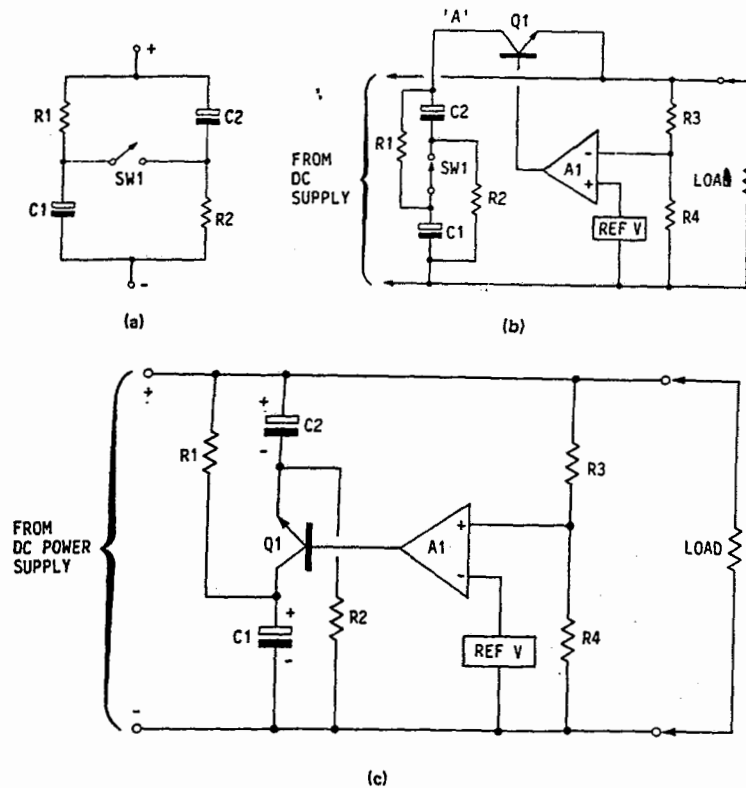 +
R1
C2
SW1
C1
R2
-
(a)
'A'
Q1
C2
R1
FROM
DC
SUPPLY
SW1
R2
C1
A1
-
+
REF V
R3
LOAD
R4
(b)
+
+
C2
-
R1
FROM
DC POWER
SUPPLY
Q1
A1
+
-
R3
LOAD
+
C1
-
R2
REF V
R4
-
(c)